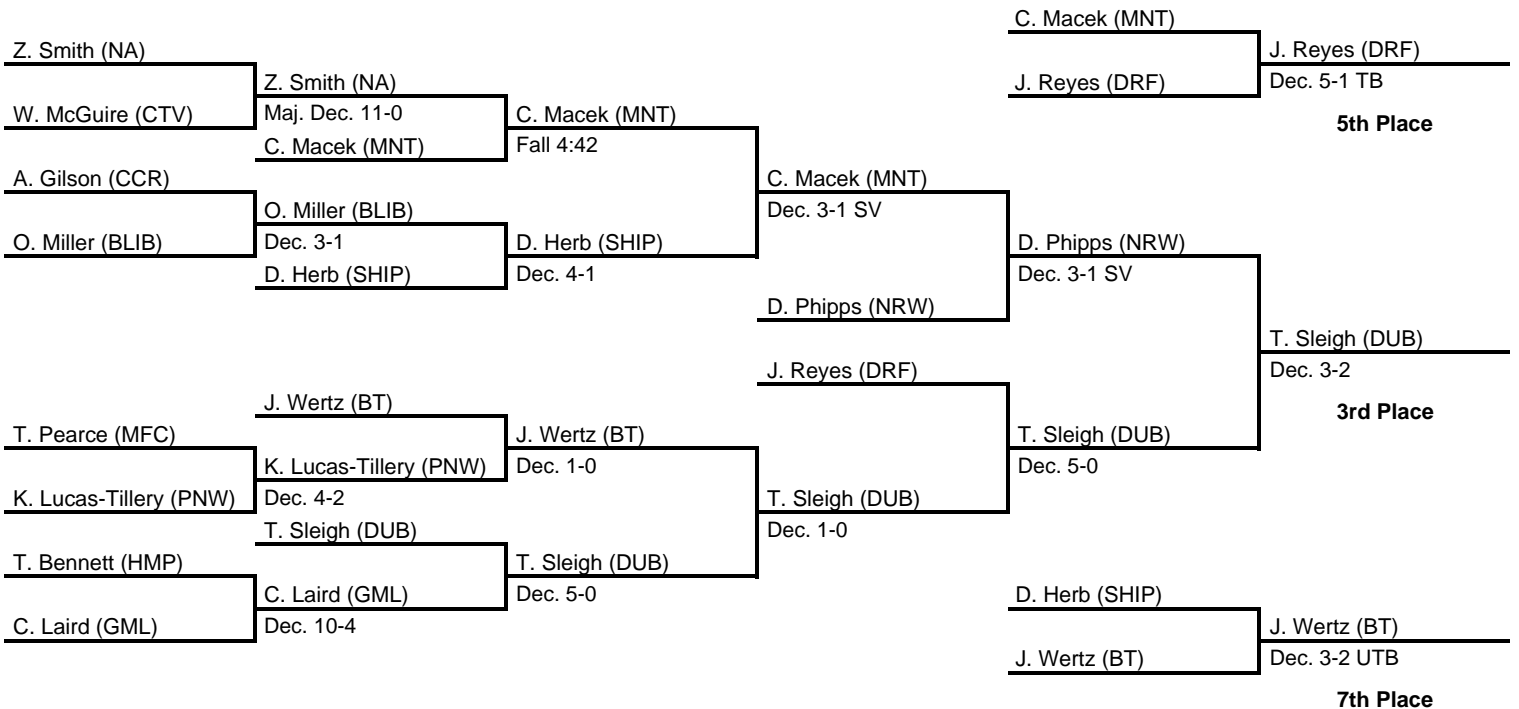 C. Macek (MNT)
Z. Smith (NA)
J. Reyes (DRF)
Z. Smith (NA)
J. Reyes (DRF)
Dec. 5-1 TB
W. McGuire (CTV)
Maj. Dec. 11-0
C. Macek (MNT)
5th Place
C. Macek (MNT)
Fall 4:42
A. Gilson (CCR)
C. Macek (MNT)
O. Miller (BLIB)
Dec. 3-1 SV
O. Miller (BLIB)
Dec. 3-1
D. Herb (SHIP)
D. Phipps (NRW)
D. Herb (SHIP)
Dec. 4-1
Dec. 3-1 SV
D. Phipps (NRW)
T. Sleigh (DUB)
J. Reyes (DRF)
Dec. 3-2
J. Wertz (BT)
3rd Place
T. Pearce (MFC)
J. Wertz (BT)
T. Sleigh (DUB)
K. Lucas-Tillery (PNW)
Dec. 1-0
Dec. 5-0
K. Lucas-Tillery (PNW)
Dec. 4-2
T. Sleigh (DUB)
T. Sleigh (DUB)
Dec. 1-0
T. Bennett (HMP)
T. Sleigh (DUB)
C. Laird (GML)
Dec. 5-0
D. Herb (SHIP)
C. Laird (GML)
Dec. 10-4
J. Wertz (BT)
J. Wertz (BT)
Dec. 3-2 UTB
7th Place